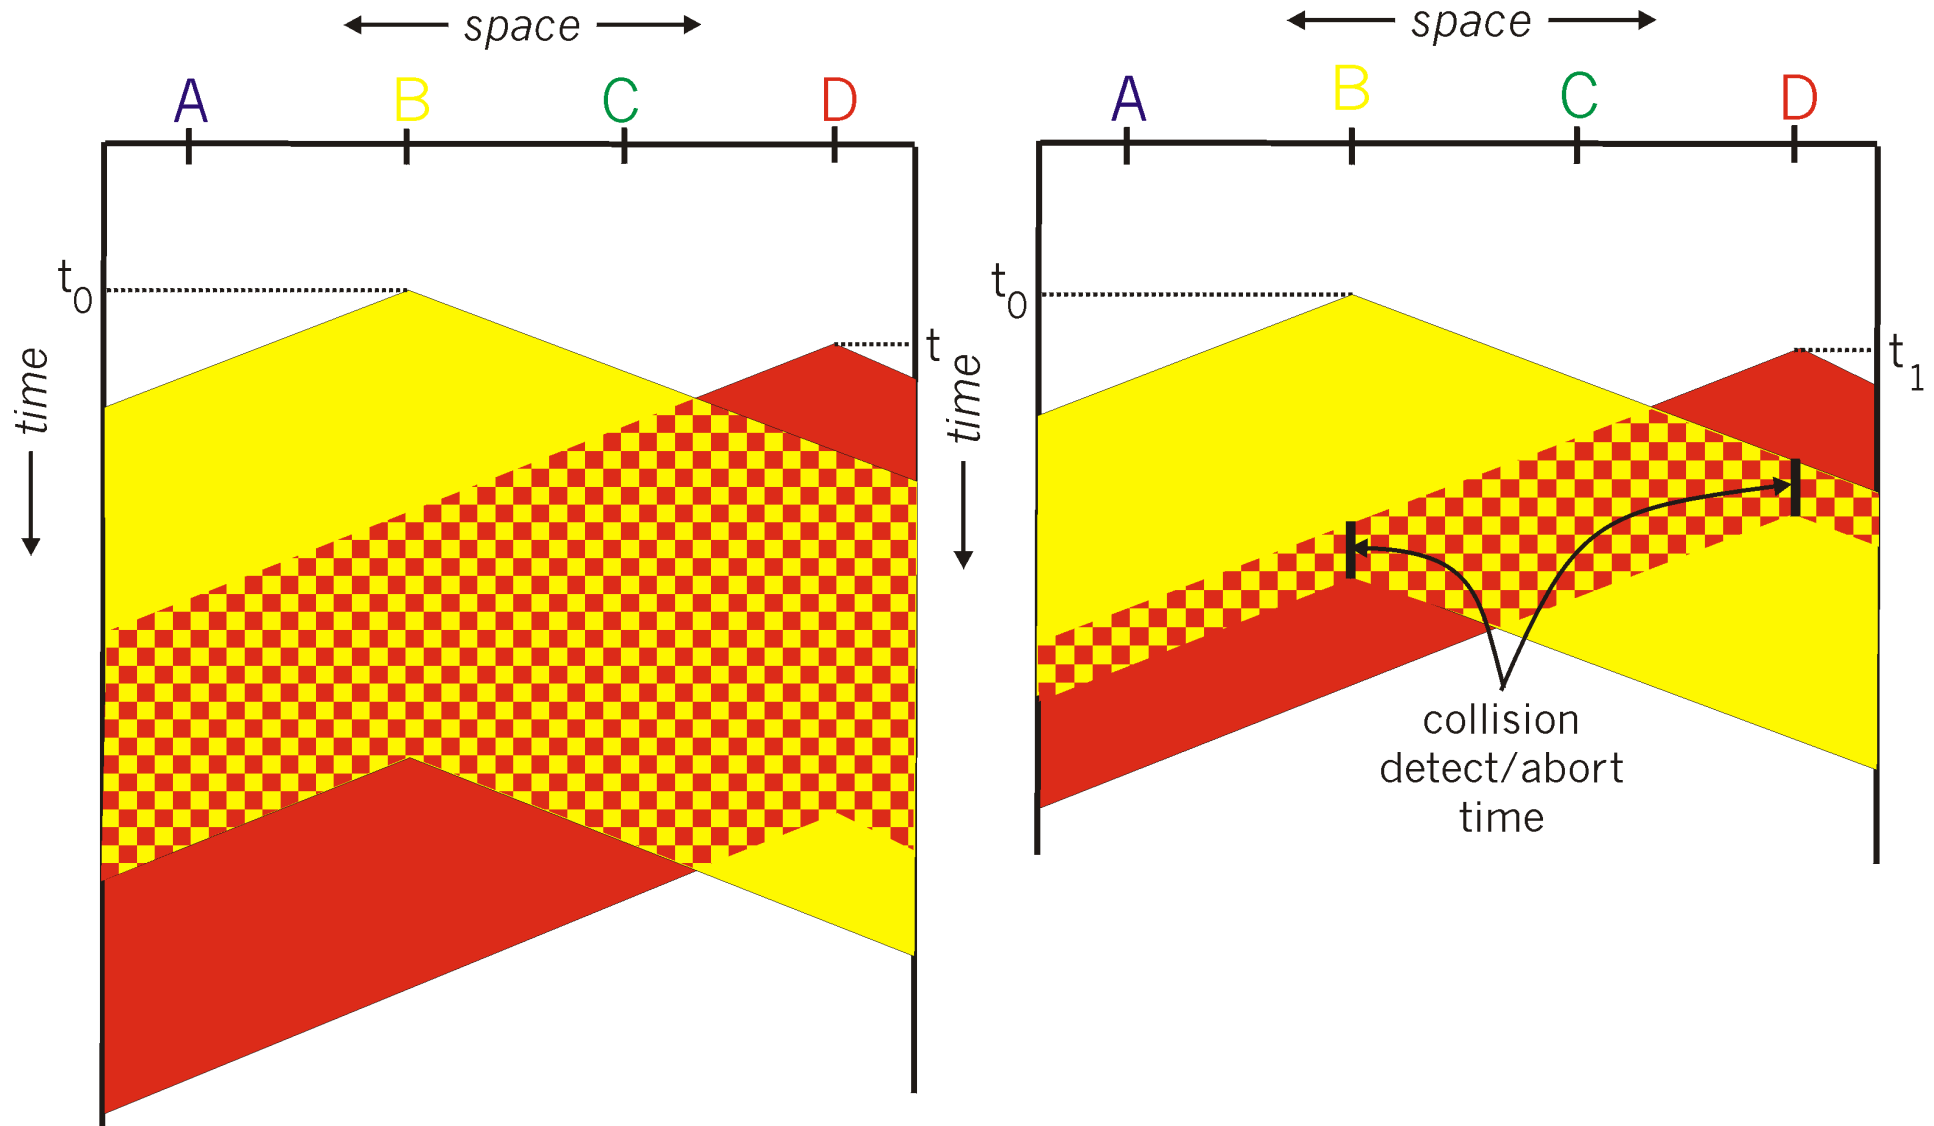 space
A B C D
t0
t
time
space
A B C D
t0
t1
time
collision
detect/abort
time